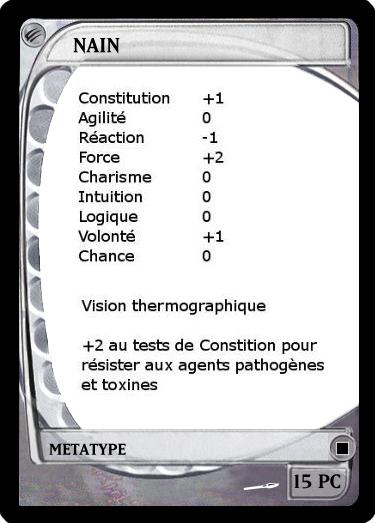 NAIN
Constitution +1
Agilité 0
Réaction -1
Force +2
Charisme 0
Intuition 0
Logique 0
Volonté +1
Chance 0
Vision thermographique
+2 au tests de Constition pour
résister aux agents pathogènes
et toxines
METATYPE
15 PC